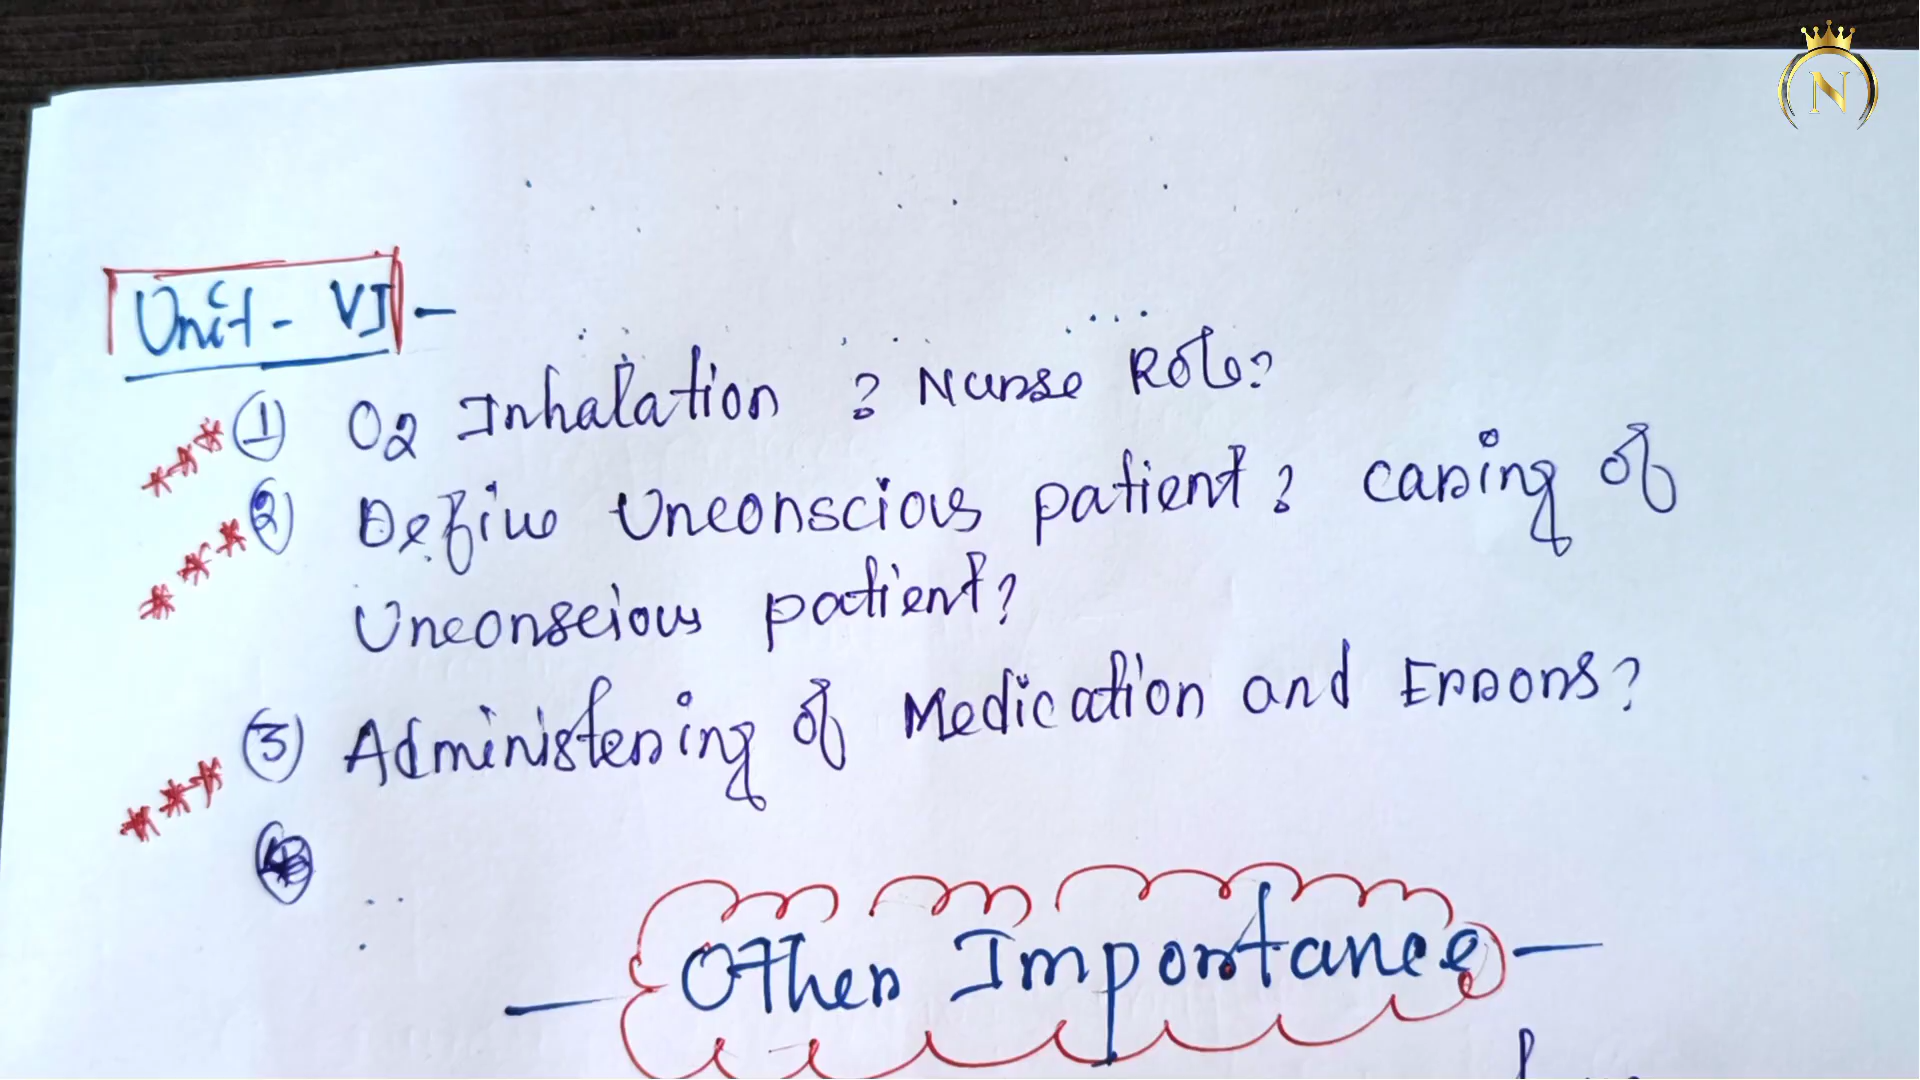 N
Unit - VI -
① O2 Inhalation ? Nurse Role?
② Define Unconscious patient? caring of
Unconscious patient?
③ Administering of Medication and Errors?
Other Importance